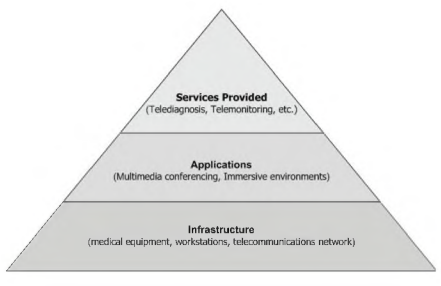 Services Provided
(Telediagnosis, Telemonitoring, etc.)
Applications
(Multimedia conferencing, Immersive environments)
Infrastructure
(medical equipment, workstations, telecommunications network)